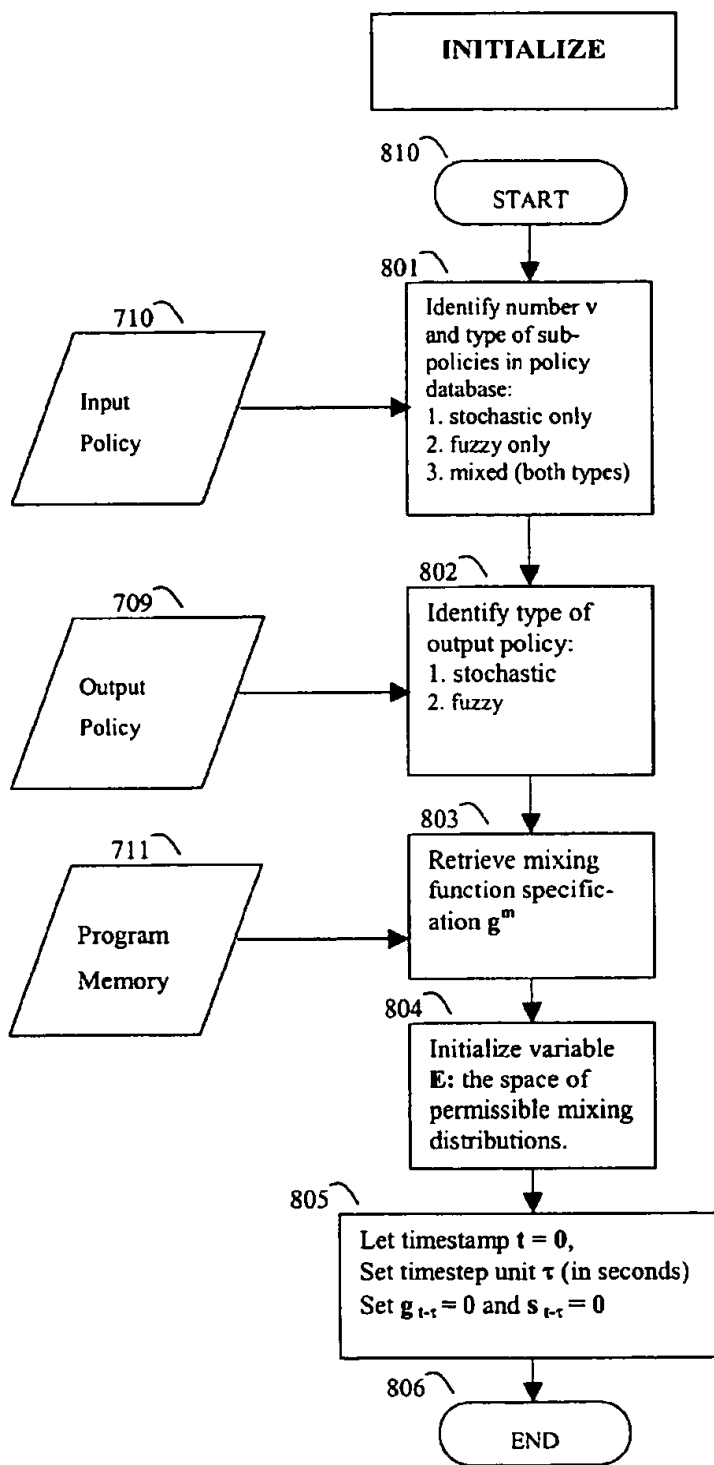 INITIALIZE
810
START
801
Identify number v
and type of sub-
policies in policy
database:
1. stochastic only
2. fuzzy only
3. mixed (both types)
710
Input
Policy
802
Identify type of
output policy:
1. stochastic
2. fuzzy
709
Output
Policy
803
Retrieve mixing
function specific-
ation g^m
711
Program
Memory
804
Initialize variable
E: the space of
permissible mixing
distributions.
805
Let timestamp t = 0,
Set timestep unit τ (in seconds)
Set g t-τ = 0 and s t-τ = 0
806
END